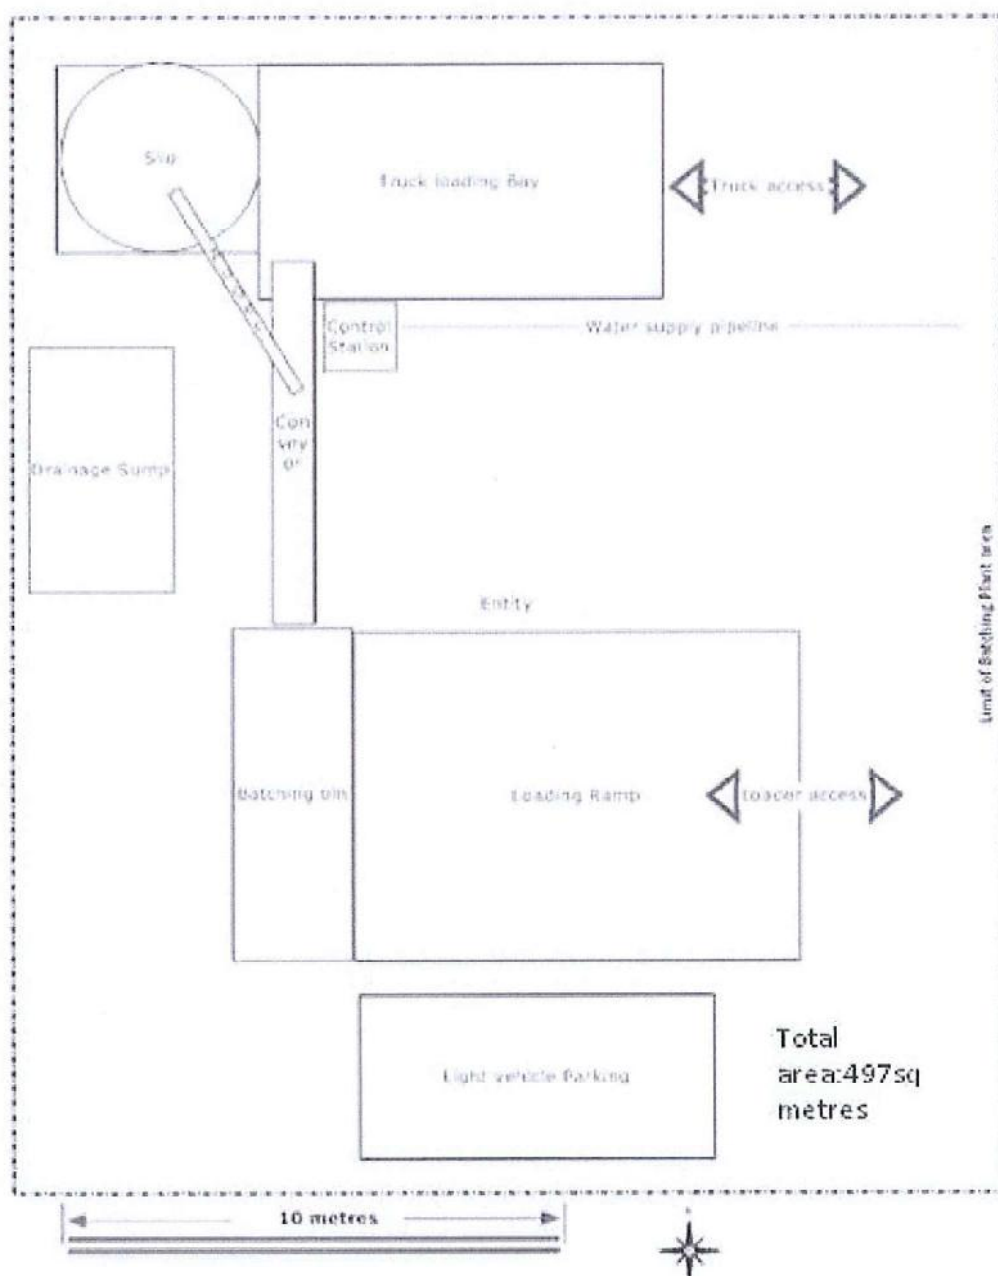 Silo
Truck loading Bay
Truck access
Control
Station
Water supply pipeline
Con
vey
or
Drainage Sump
Entity
Limit of Batching Plant area
Batching bin
Loading Ramp
Loader access
Light vehicle Parking
Total
area:497sq
metres
10 metres